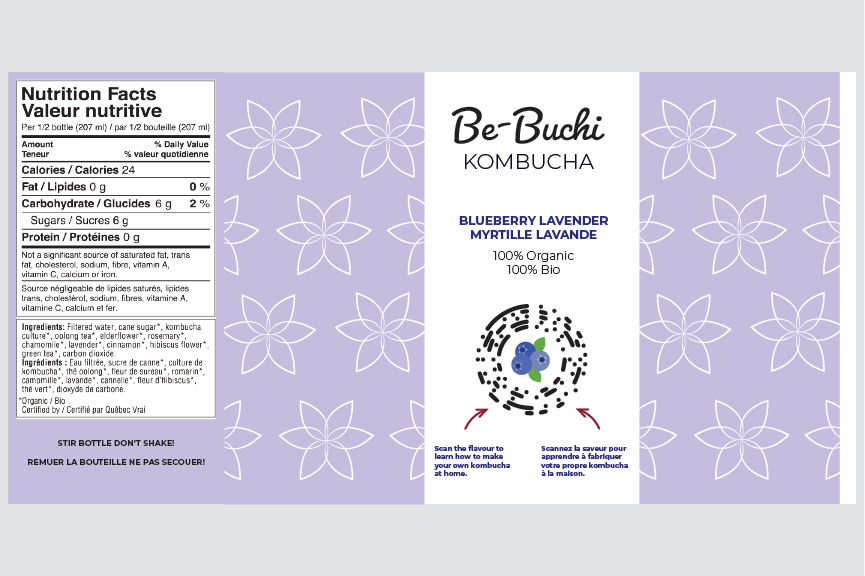 Nutrition Facts
Valeur nutritive
Per 1/2 bottle (207 ml) / par 1/2 bouteille (207 ml)
Amount % Daily Value
Teneur % valeur quotidienne
Calories / Calories 24
Fat / Lipides 0 g 0 %
Carbohydrate / Glucides 6 g 2 %
Sugars / Sucres 6 g
Protein / Protéines 0 g
Not a significant source of saturated fat, trans
fat, cholesterol, sodium, fibre, vitamin A,
vitamin C, calcium or iron.
Source négligeable de lipides saturés, lipides
trans, cholestérol, sodium, fibres, vitamine A,
vitamine C, calcium et fer.
Ingredients: Filtered water, cane sugar*, kombucha
culture*, oolong tea*, elderflower*, rosemary*,
chamomile*, lavender*, cinnamon*, hibiscus flower*,
green tea*, carbon dioxide.
Ingrédients : Eau filtrée, sucre de canne*, culture de
kombucha*, thé oolong*, fleur de sureau*, romarin*,
camomille*, lavande*, cannelle*, fleur d'hibiscus*,
thé vert*, dioxyde de carbone.
*Organic / Bio
Certified by / Certifié par Québec Vrai
STIR BOTTLE DON'T SHAKE!
REMUER LA BOUTEILLE NE PAS SECOUER!
Be-Buchi
KOMBUCHA
BLUEBERRY LAVENDER
MYRTILLE LAVANDE
100% Organic
100% Bio
Scan the flavour to
learn how to make
your own kombucha
at home.
Scannez la saveur pour
apprendre à fabriquer
votre propre kombucha
à la maison.